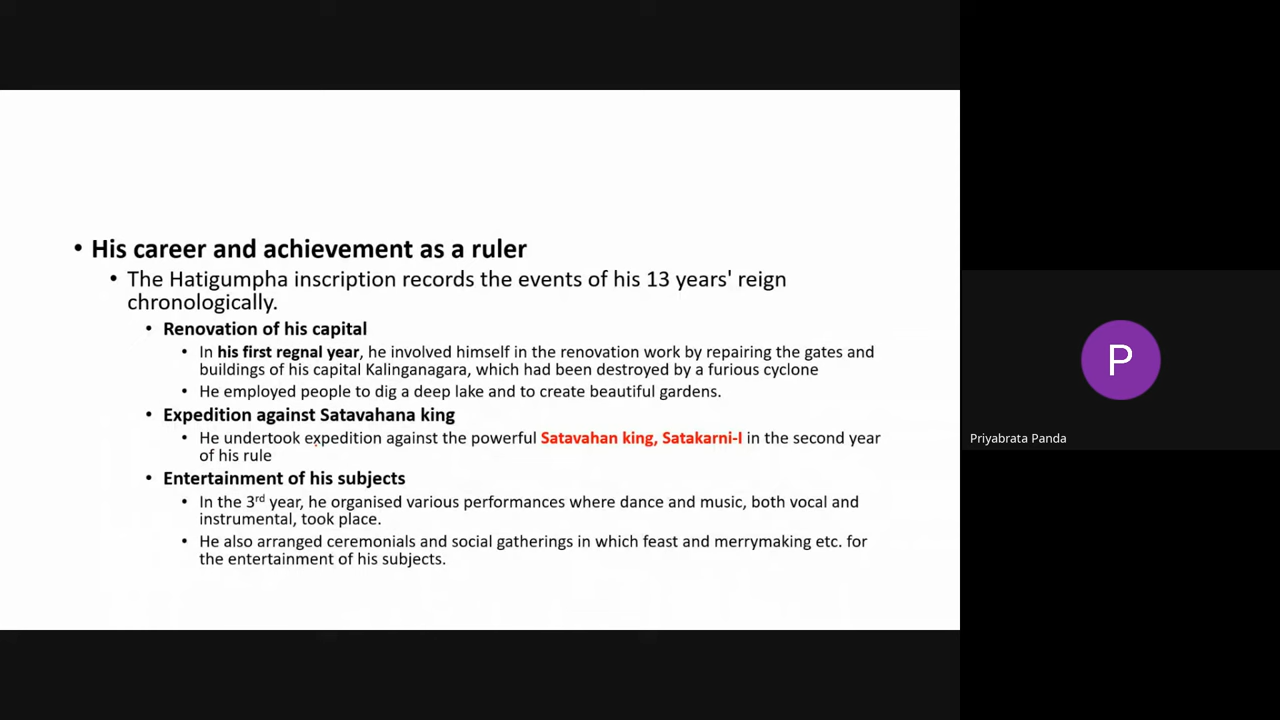 • His career and achievement as a ruler
• The Hatigumpha inscription records the events of his 13 years' reign
chronologically.
• Renovation of his capital
• In his first regnal year, he involved himself in the renovation work by repairing the gates and
buildings of his capital Kalinganagara, which had been destroyed by a furious cyclone
• He employed people to dig a deep lake and to create beautiful gardens.
• Expedition against Satavahana king
• He undertook expedition against the powerful Satavahan king, Satakarni-I in the second year
of his rule
• Entertainment of his subjects
• In the 3rd year, he organised various performances where dance and music, both vocal and
instrumental, took place.
• He also arranged ceremonials and social gatherings in which feast and merrymaking etc. for
the entertainment of his subjects.
P
Priyabrata Panda